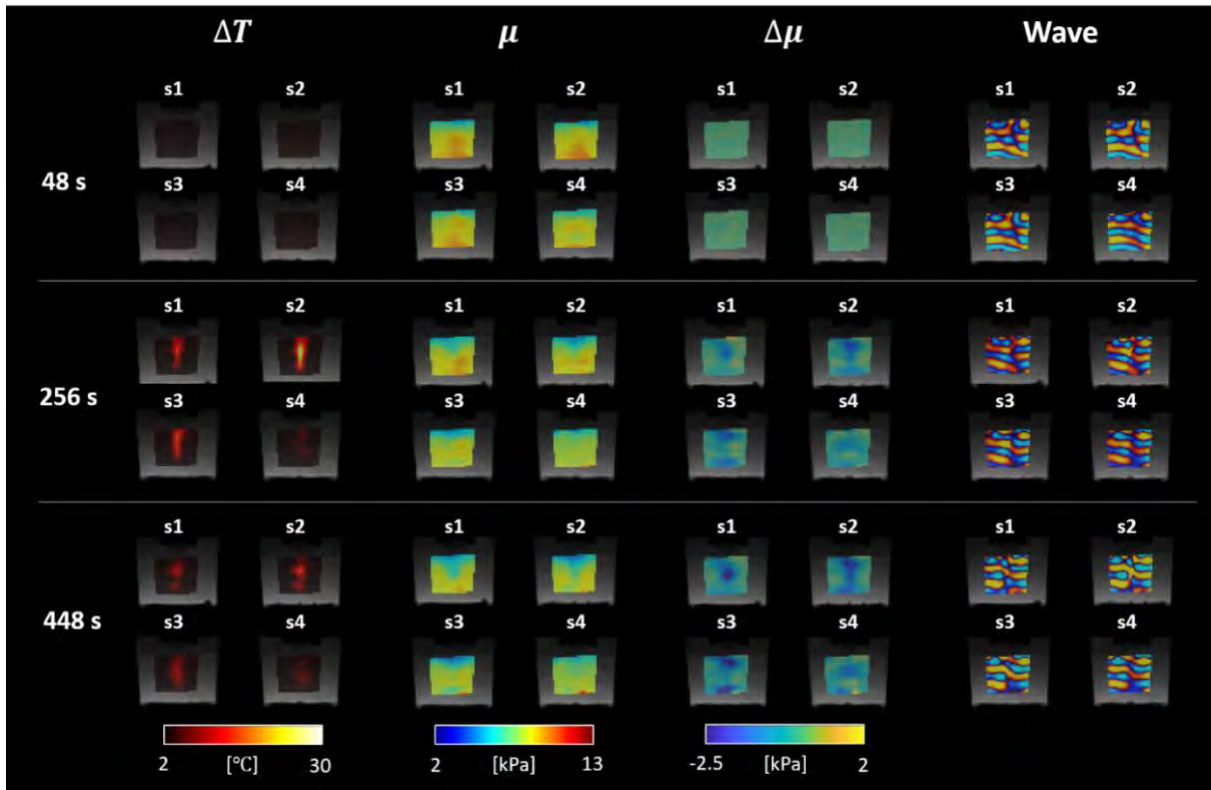 ΔT μ Δμ Wave
s1 s2 s1 s2 s1 s2 s1 s2
48 s
s3 s4 s3 s4 s3 s4 s3 s4
s1 s2 s1 s2 s1 s2 s1 s2
256 s
s3 s4 s3 s4 s3 s4 s3 s4
s1 s2 s1 s2 s1 s2 s1 s2
448 s
s3 s4 s3 s4 s3 s4 s3 s4
2 [°C] 30 2 [kPa] 13 -2.5 [kPa] 2